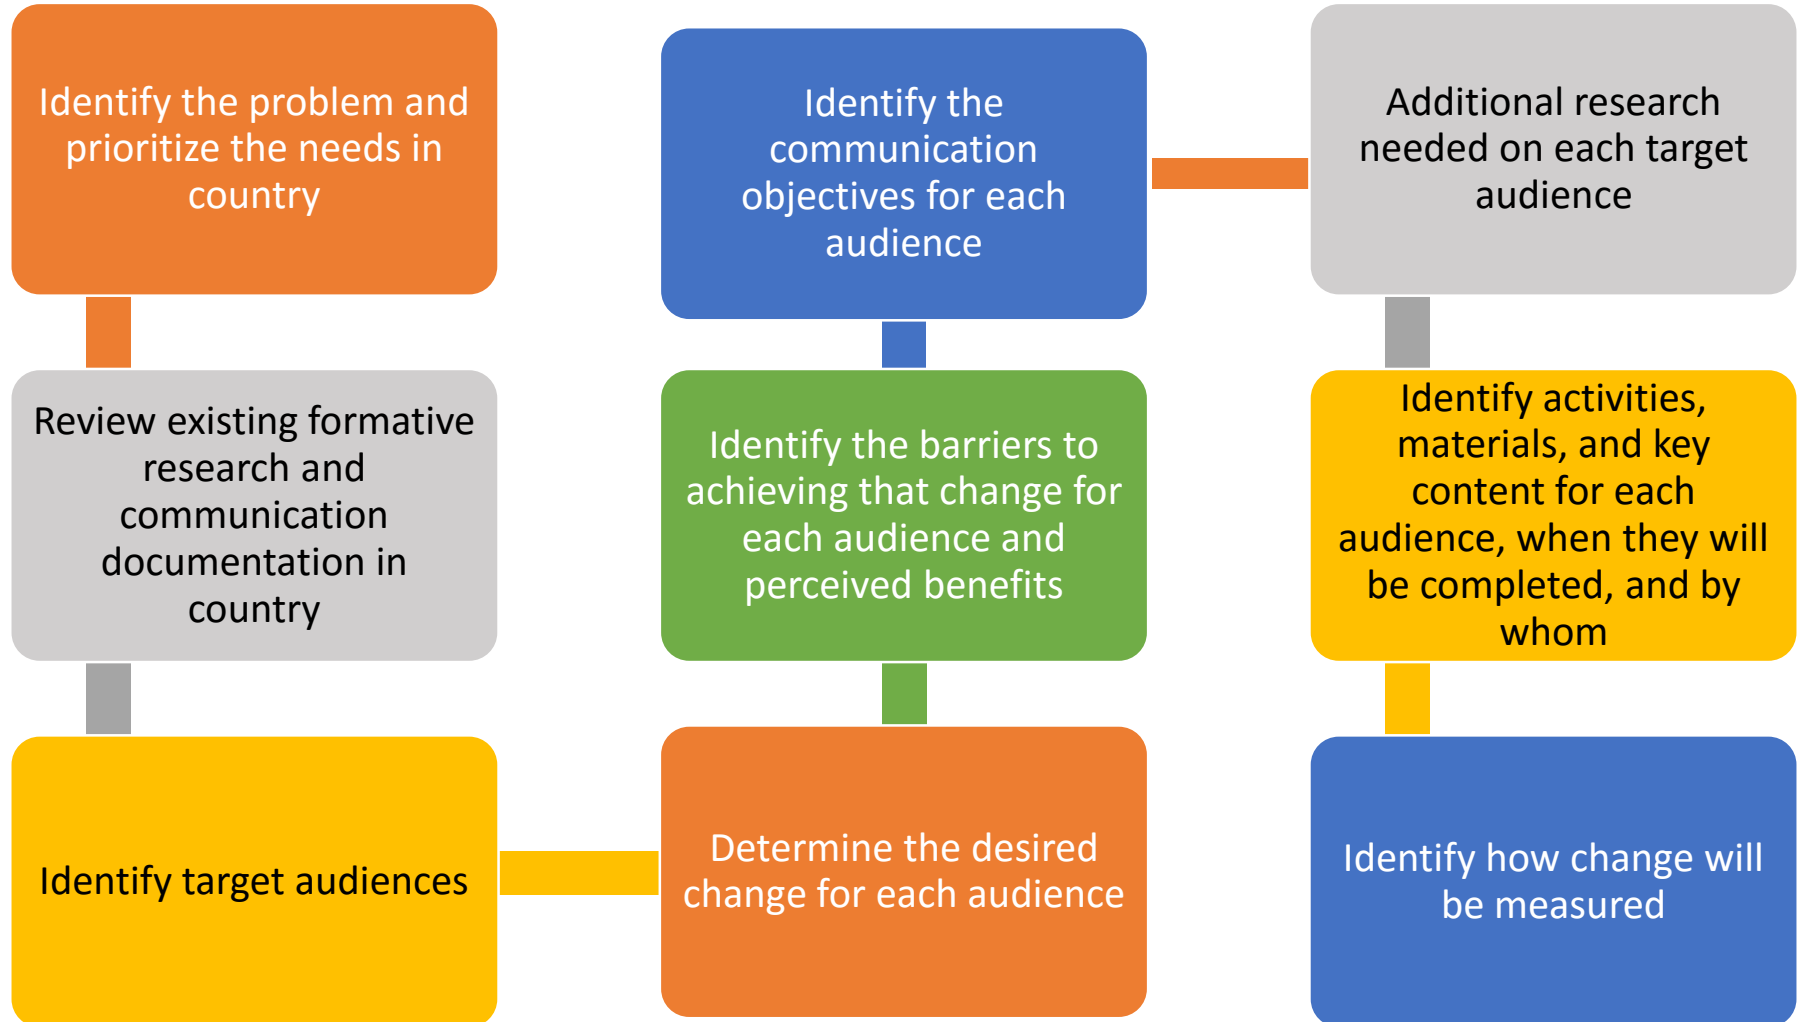 Identify the problem and
prioritize the needs in
country
Review existing formative
research and
communication
documentation in
country
Identify target audiences
Determine the desired
change for each audience
Identify the barriers to
achieving that change for
each audience and
perceived benefits
Identify the
communication
objectives for each
audience
Additional research
needed on each target
audience
Identify activities,
materials, and key
content for each
audience, when they will
be completed, and by
whom
Identify how change will
be measured